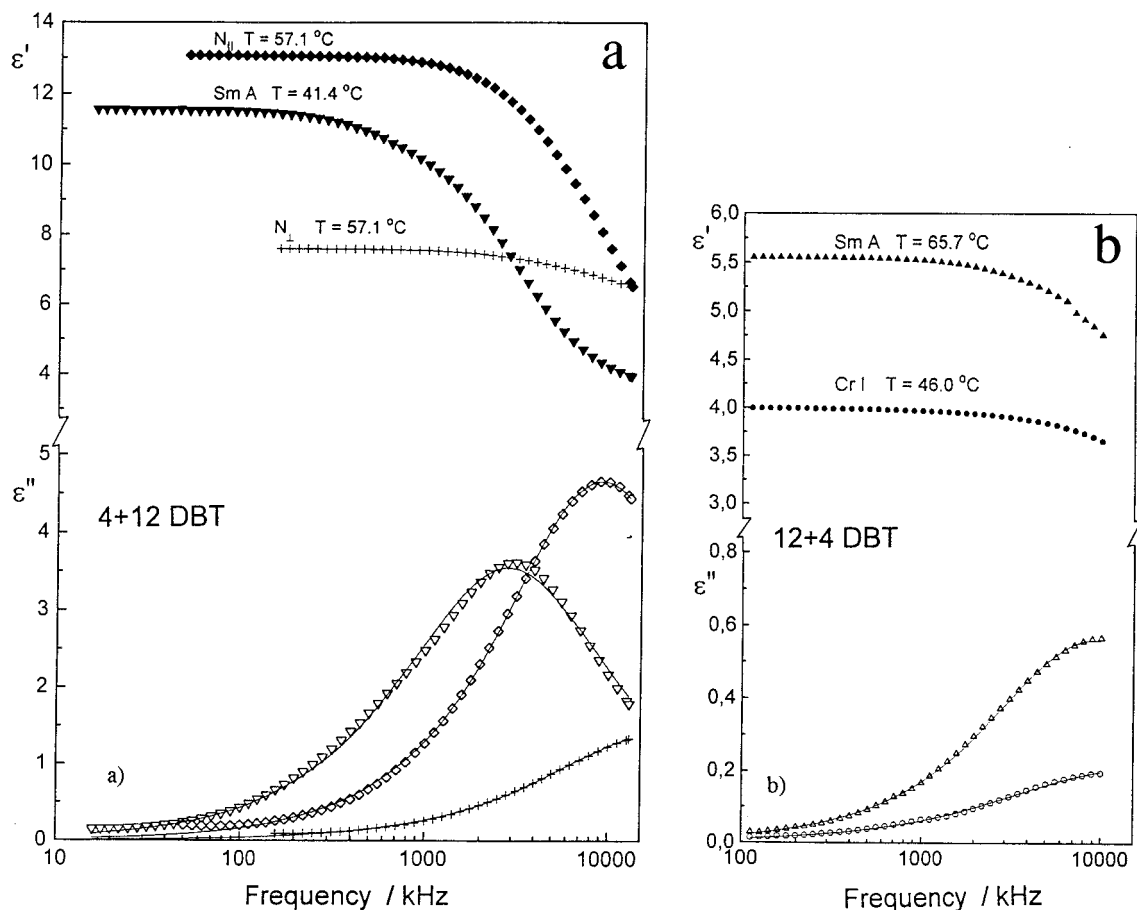 a
14
ε'
N∥ T = 57.1 °C
12
Sm A T = 41.4 °C
10
8
N⊥ T = 57.1 °C
6
4
5
ε"
4
4+12 DBT
3
2
1
a)
0
10 100 1000 10000
Frequency / kHz
b
6,0
ε'
Sm A T = 65.7 °C
5,5
5,0
4,5
Cr I T = 46.0 °C
4,0
3,5
3,0
0,8
12+4 DBT
ε"
0,6
0,4
0,2
b)
0,0
100 1000 10000
Frequency / kHz